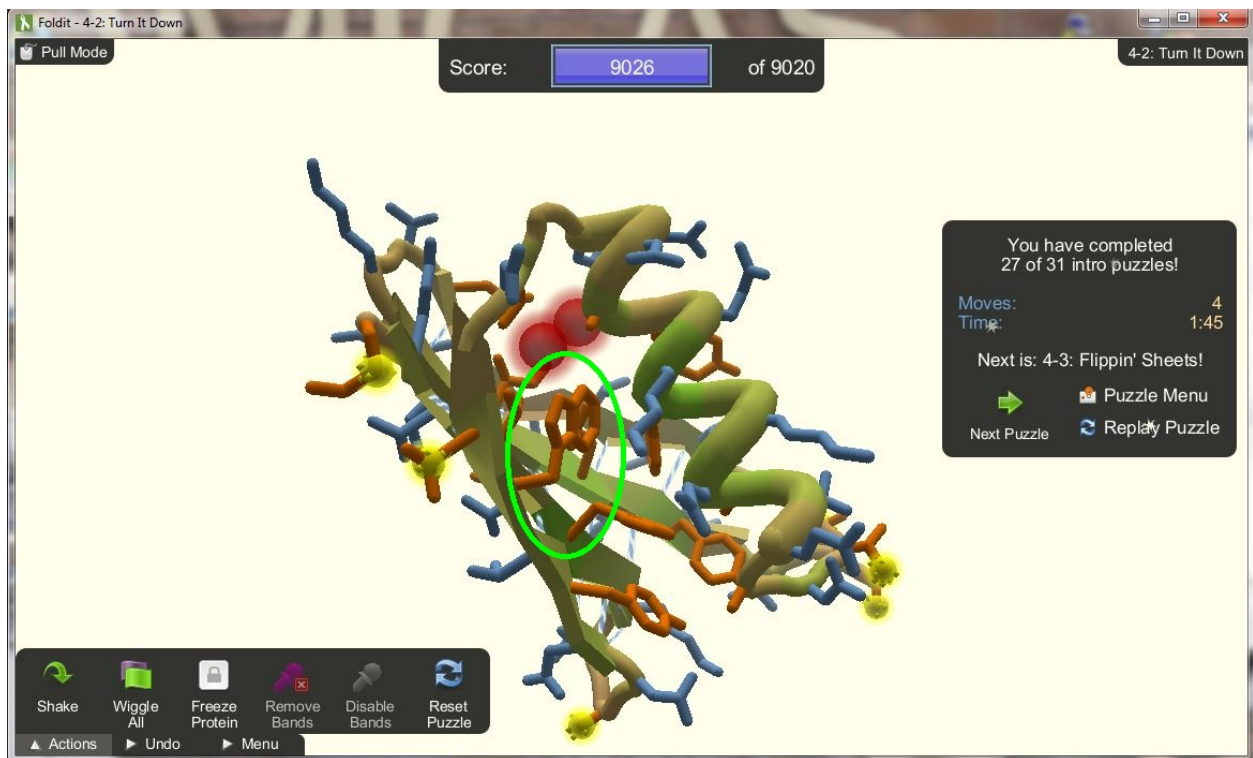 Foldit - 4-2: Turn It Down
Pull Mode
Score: 9026 of 9020
4-2: Turn It Down
You have completed
27 of 31 intro puzzles!
Moves: 4
Time: 1:45
Next is: 4-3: Flippin' Sheets!
Next Puzzle
Puzzle Menu
Replay Puzzle
Shake
Wiggle All
Freeze Protein
Remove Bands
Disable Bands
Reset Puzzle
Actions
Undo
Menu